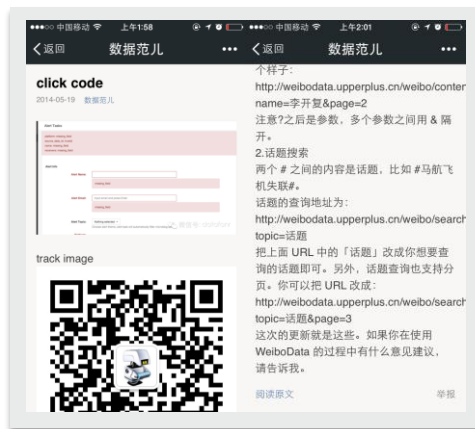 中国移动 上午1:58
返回 数据范儿
click code
2014-05-19 数据范儿
track image
中国移动 上午2:01
返回 数据范儿
个样子：
http://weibodata.upperplus.cn/weibo/conter
name=李开复&page=2
注意?之后是参数，多个参数之间用 & 隔
开。
2.话题搜索
两个 # 之间的内容是话题，比如 #马航飞
机失联#。
话题的查询地址为：
http://weibodata.upperplus.cn/weibo/search
topic=话题
把上面 URL 中的「话题」改成你想要查
询的话题即可。另外，话题查询也支持分
页。你可以把 URL 改成：
http://weibodata.upperplus.cn/weibo/search
topic=话题&page=3
这次的更新就是这些。如果你在使用
WeiboData 的过程中有什么意见建议，
请告诉我。
阅读原文 举报